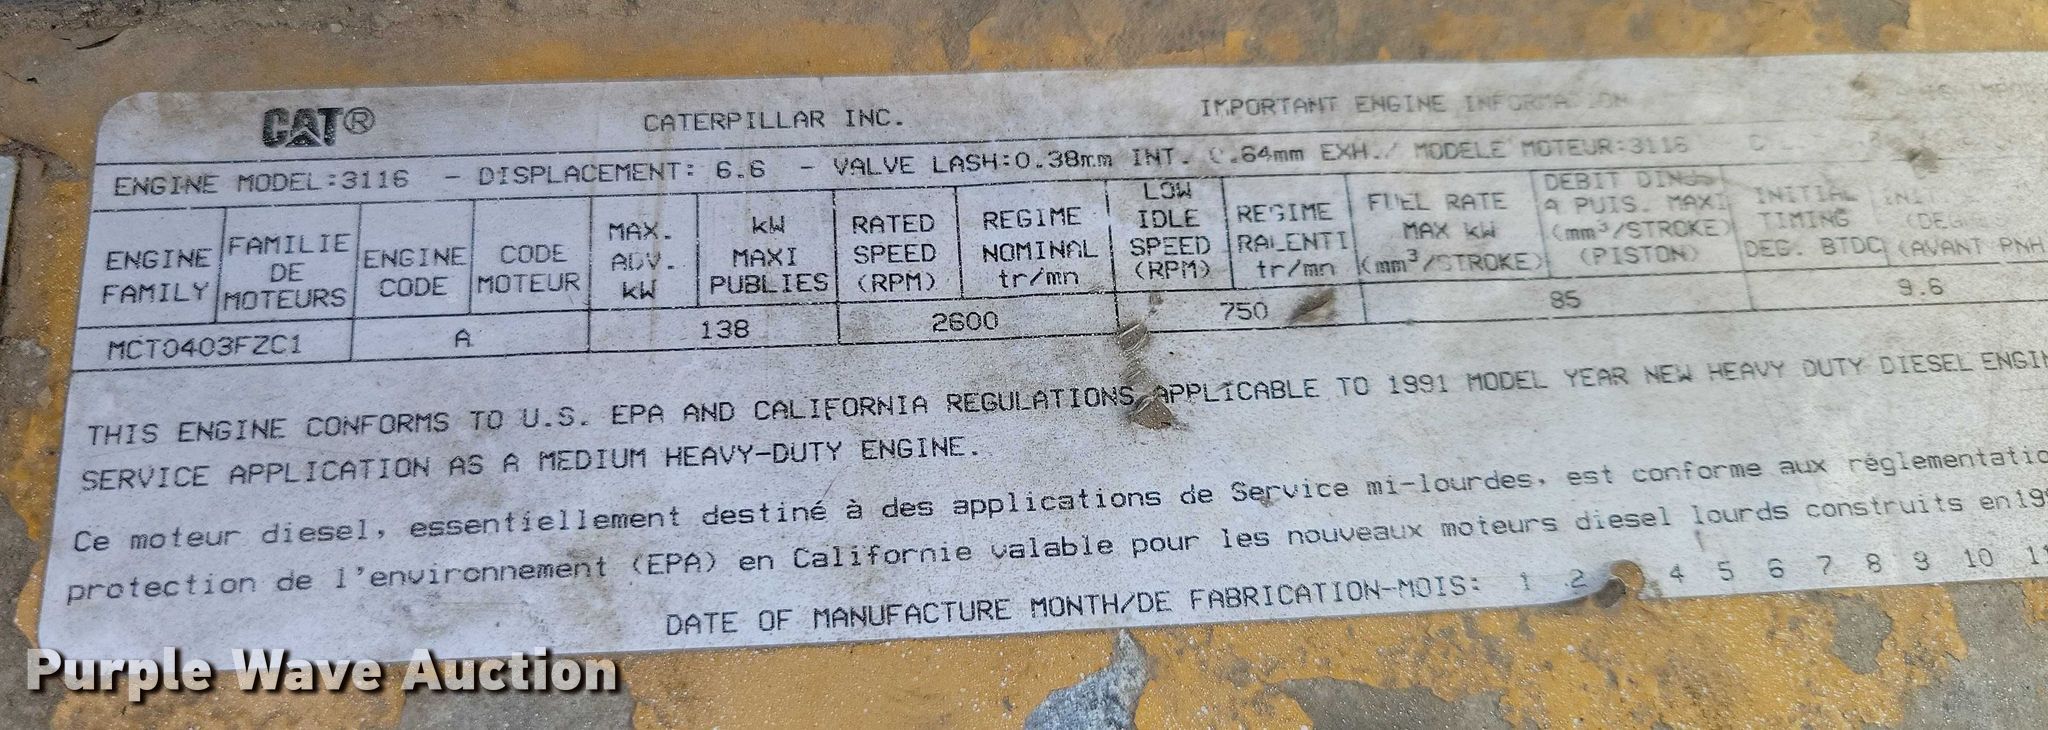 CAT® CATERPILLAR INC. IMPORTANT ENGINE INFORMATION
ENGINE MODEL:3116 - DISPLACEMENT: 6.6 - VALVE LASH:0.38mm INT. 0.64mm EXH./ MODELE MOTEUR:3116
ENGINE FAMILY
FAMILIE DE MOTEURS
ENGINE CODE
CODE MOTEUR
MAX. ADV. kW
kW MAXI PUBLIES
RATED SPEED (RPM)
REGIME NOMINAL tr/mn
LOW IDLE SPEED (RPM)
REGIME RALENTI tr/mn
FUEL RATE MAX kW (mm³/STROKE)
DEBIT D'INJ A PUIS. MAXI (mm³/STROKE) (PISTON)
INITIAL TIMING DEG. BTDC
(DEG (AVANT PNH
MCT0403FZC1 A 138 2600 750 85 9.6
THIS ENGINE CONFORMS TO U.S. EPA AND CALIFORNIA REGULATIONS APPLICABLE TO 1991 MODEL YEAR NEW HEAVY DUTY DIESEL ENGIN
SERVICE APPLICATION AS A MEDIUM HEAVY-DUTY ENGINE.
Ce moteur diesel, essentiellement destiné à des applications de Service mi-lourdes, est conforme aux réglementatio
protection de l'environnement (EPA) en Californie valable pour les nouveaux moteurs diesel lourds construits en 199
DATE OF MANUFACTURE MONTH/DE FABRICATION-MOIS: 1 2 4 5 6 7 8 9 10 11
Purple Wave Auction